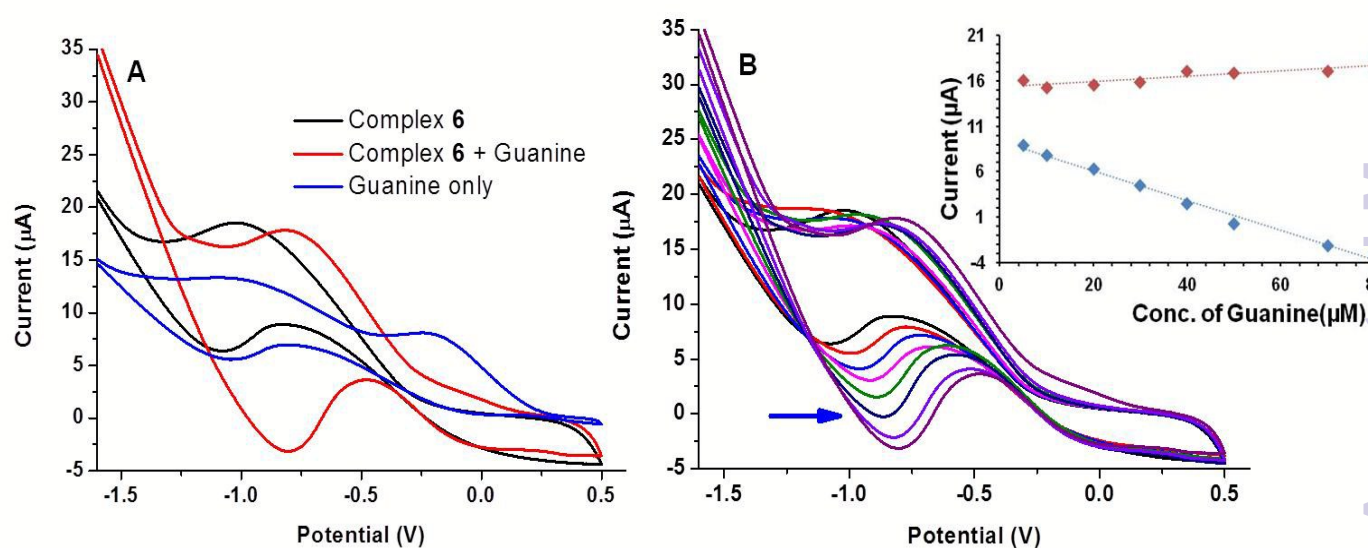 35
30
25
20
15
10
5
0
-5
-1.5 -1.0 -0.5 0.0 0.5
Potential (V)
Current (µA)
A
Complex 6
Complex 6 + Guanine
Guanine only
35
30
25
20
15
10
5
0
-5
-1.5 -1.0 -0.5 0.0 0.5
Potential (V)
Current (µA)
B
21
16
11
6
1
-4
0 20 40 60 8
Conc. of Guanine(µM)
Current (µA)